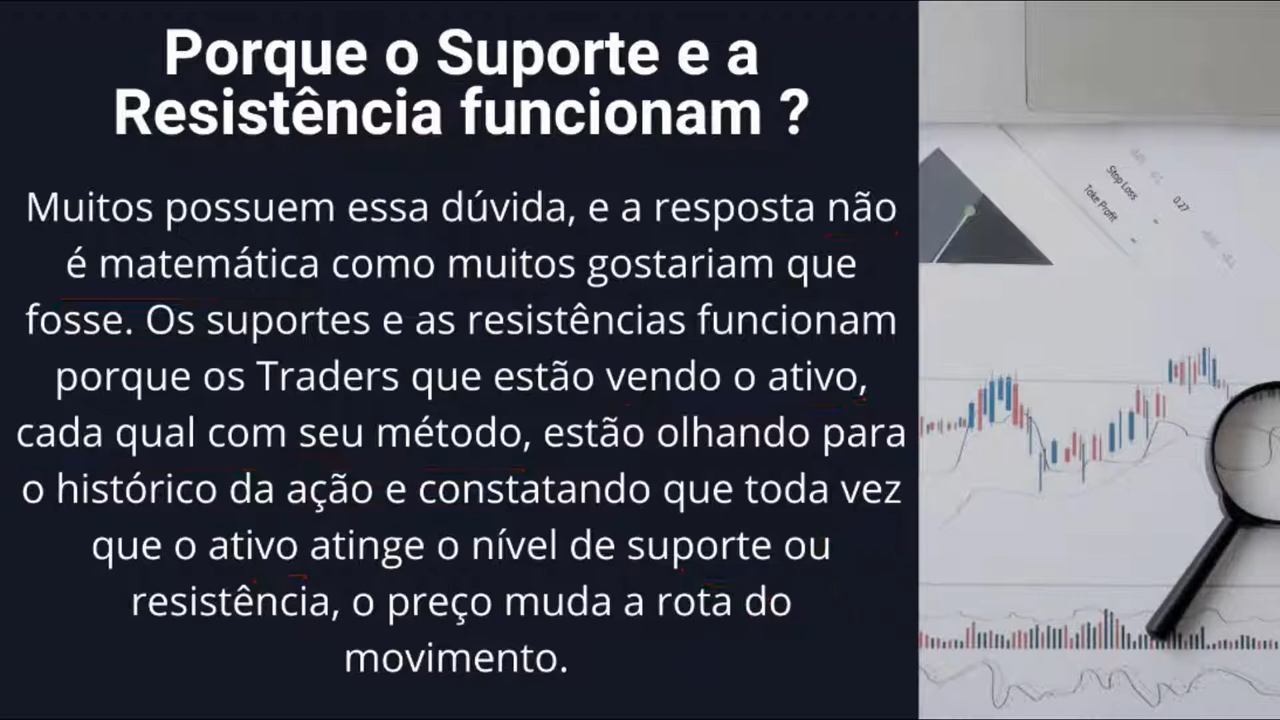 Porque o Suporte e a
Resistência funcionam ?
Muitos possuem essa dúvida, e a resposta não
é matemática como muitos gostariam que
fosse. Os suportes e as resistências funcionam
porque os Traders que estão vendo o ativo,
cada qual com seu método, estão olhando para
o histórico da ação e constatando que toda vez
que o ativo atinge o nível de suporte ou
resistência, o preço muda a rota do
movimento.
Stop Loss
Take Profit
0.27